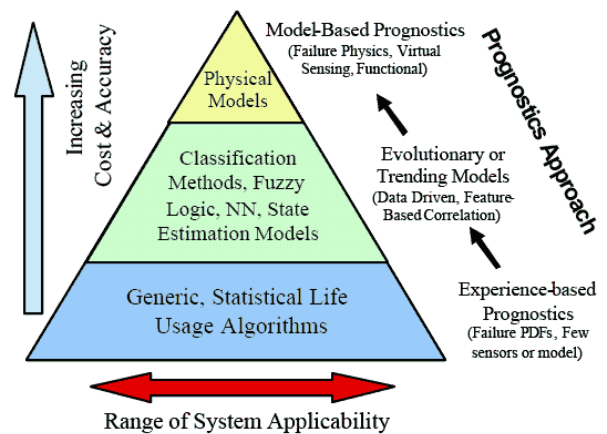 Increasing
Cost & Accuracy
Physical
Models
Classification
Methods, Fuzzy
Logic, NN, State
Estimation Models
Generic, Statistical Life
Usage Algorithms
Range of System Applicability
Model-Based Prognostics
(Failure Physics, Virtual
Sensing, Functional)
Evolutionary or
Trending Models
(Data Driven, Feature-
Based Correlation)
Experience-based
Prognostics
(Failure PDFs, Few
sensors or model)
Prognostics Approach